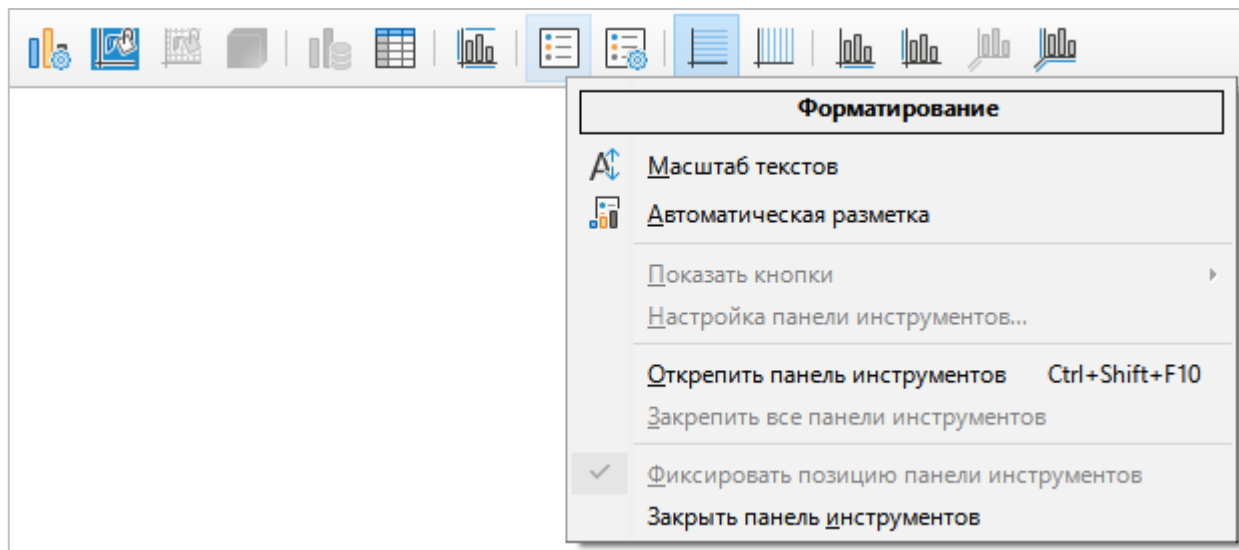 Форматирование
Масштаб текстов
Автоматическая разметка
Показать кнопки
Настройка панели инструментов...
Открепить панель инструментов Ctrl+Shift+F10
Закрепить все панели инструментов
Фиксировать позицию панели инструментов
Закрыть панель инструментов